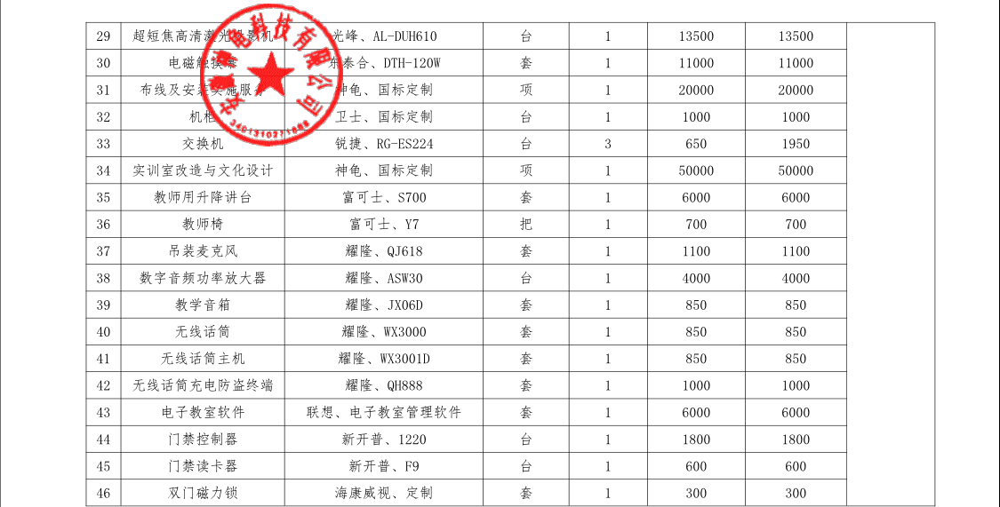 29 超短焦高清激光投影机 光峰、AL-DUH610 台 1 13500 13500
30 电磁触摸 东泰合、DTH-120W 套 1 11000 11000
31 布线及安装实施服务 神龟、国标定制 项 1 20000 20000
32 机柜 卫士、国标定制 台 1 1000 1000
33 交换机 锐捷、RG-ES224 台 3 650 1950
34 实训室改造与文化设计 神龟、国标定制 项 1 50000 50000
35 教师用升降讲台 富可士、S700 套 1 6000 6000
36 教师椅 富可士、Y7 把 1 700 700
37 吊装麦克风 耀隆、QJ618 套 1 1100 1100
38 数字音频功率放大器 耀隆、ASW30 台 1 4000 4000
39 教学音箱 耀隆、JX06D 套 1 850 850
40 无线话筒 耀隆、WX3000 套 1 850 850
41 无线话筒主机 耀隆、WX3001D 套 1 850 850
42 无线话筒充电防盗终端 耀隆、QH888 套 1 1000 1000
43 电子教室软件 联想、电子教室管理软件 套 1 6000 6000
44 门禁控制器 新开普、1220 台 1 1800 1800
45 门禁读卡器 新开普、F9 台 1 600 600
46 双门磁力锁 海康威视、定制 套 1 300 300
电科技有限公司